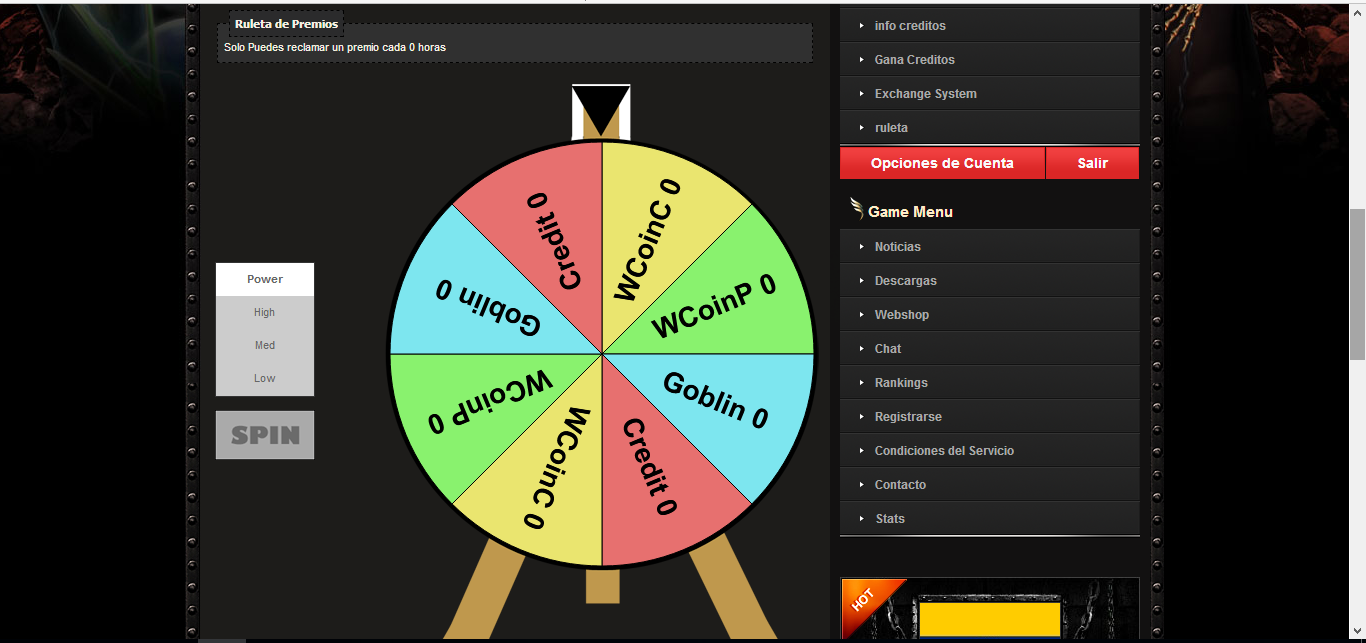 Ruleta de Premios
Solo Puedes reclamar un premio cada 0 horas
Power
High
Med
Low
SPIN
Credit 0
WCoinC 0
WCoinP 0
Goblin 0
Credit 0
WCoinC 0
WCoinP 0
Goblin 0
info creditos
Gana Creditos
Exchange System
ruleta
Opciones de Cuenta Salir
Game Menu
Noticias
Descargas
Webshop
Chat
Rankings
Registrarse
Condiciones del Servicio
Contacto
Stats
HOT